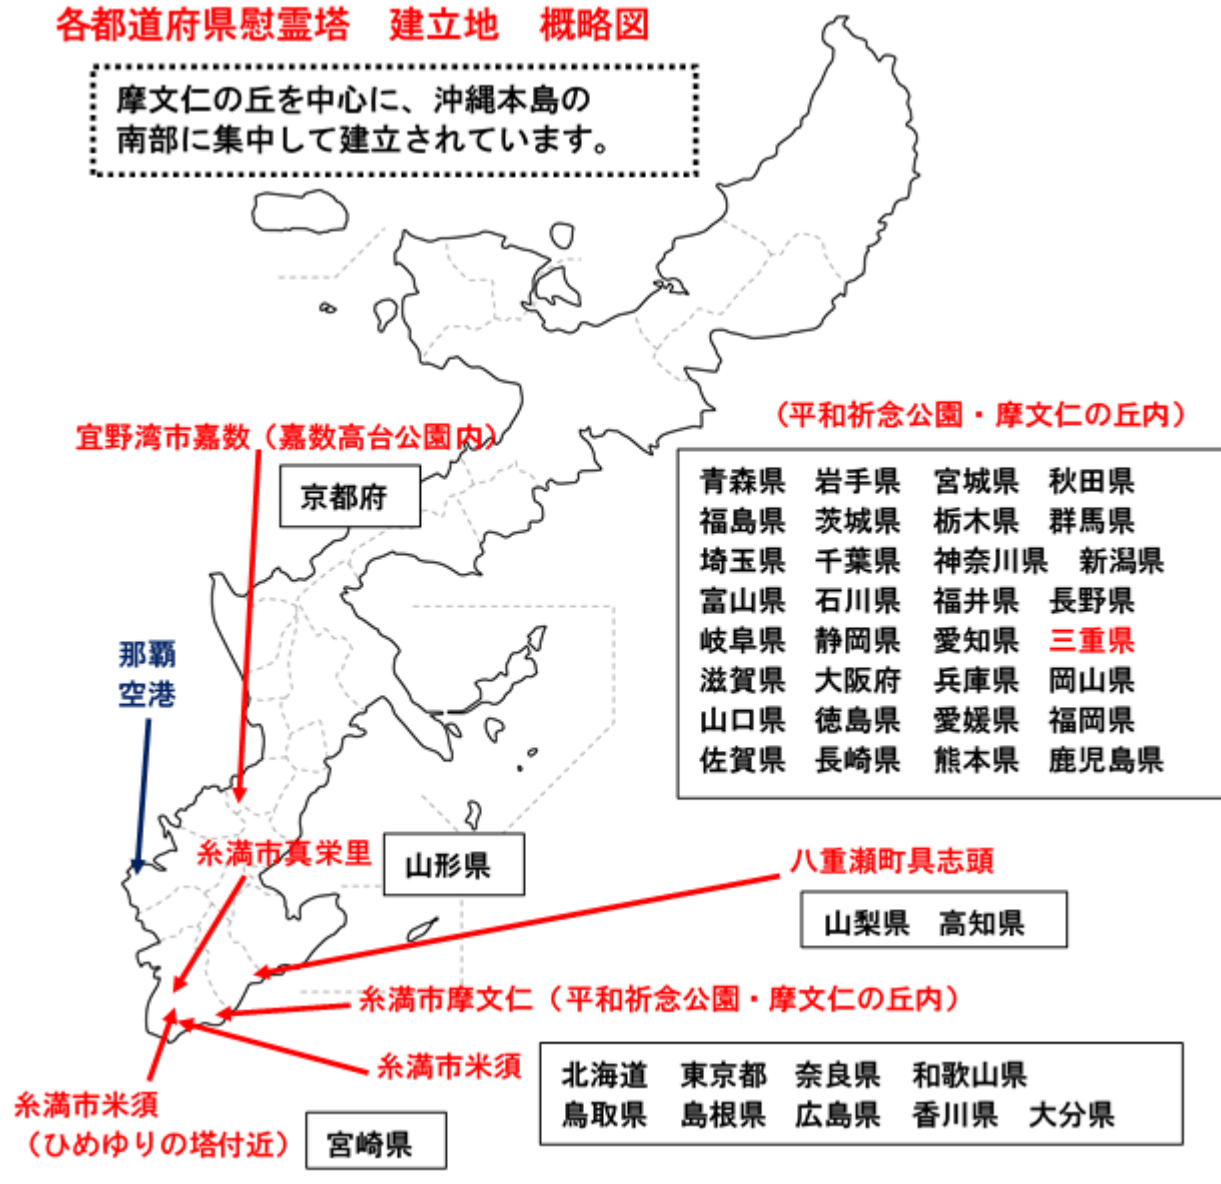 各都道府県慰霊塔　建立地　概略図
摩文仁の丘を中心に、沖縄本島の
南部に集中して建立されています。
（平和祈念公園・摩文仁の丘内）
青森県　岩手県　宮城県　秋田県
福島県　茨城県　栃木県　群馬県
埼玉県　千葉県　神奈川県　新潟県
富山県　石川県　福井県　長野県
岐阜県　静岡県　愛知県　三重県
滋賀県　大阪府　兵庫県　岡山県
山口県　徳島県　愛媛県　福岡県
佐賀県　長崎県　熊本県　鹿児島県
宜野湾市嘉数（嘉数高台公園内）
京都府
那覇
空港
糸満市真栄里
山形県
八重瀬町具志頭
山梨県　高知県
糸満市摩文仁（平和祈念公園・摩文仁の丘内）
糸満市米須
北海道　東京都　奈良県　和歌山県
鳥取県　島根県　広島県　香川県　大分県
糸満市米須
（ひめゆりの塔付近）
宮崎県